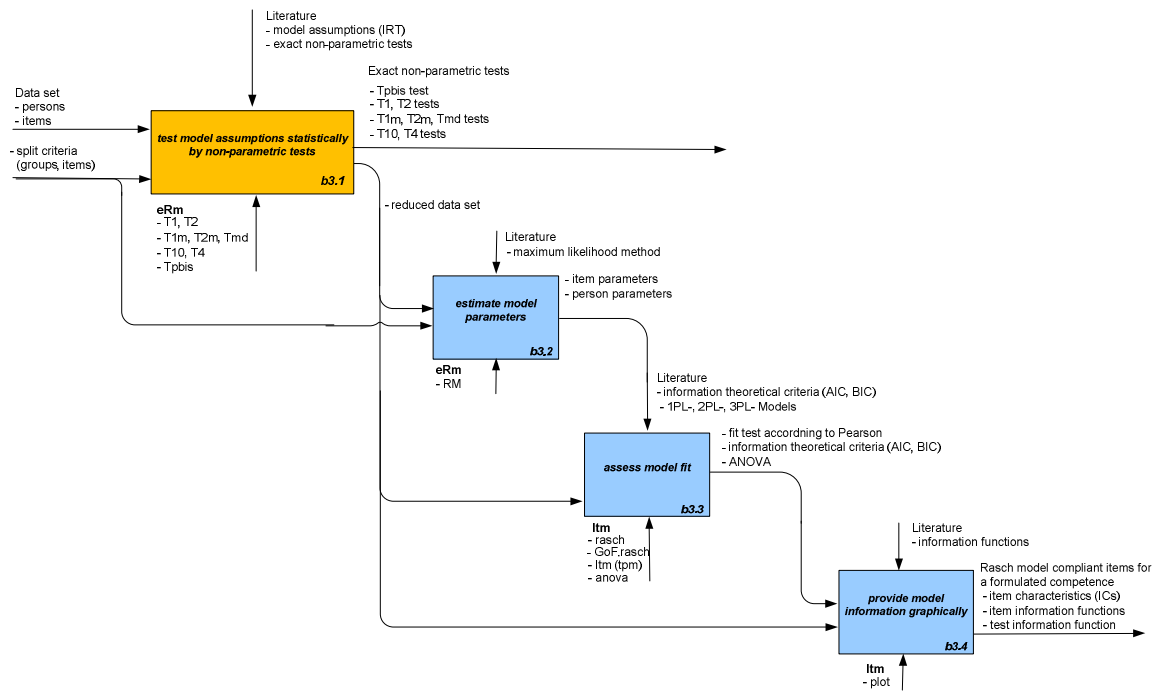 Literature
- model assumptions (IRT)
- exact non-parametric tests
Exact non-parametric tests
- Tpbis test
- T1, T2 tests
- T1m, T2m, Tmd tests
- T10, T4 tests
Data set
- persons
- items
- split criteria
(groups, items)
test model assumptions statistically
by non-parametric tests
b3.1
eRm
- T1, T2
- T1m, T2m, Tmd
- T10, T4
- Tpbis
- reduced data set
Literature
- maximum likelihood method
- item parameters
- person parameters
estimate model
parameters
b3.2
eRm
- RM
Literature
- information theoretical criteria (AIC, BIC)
- 1PL-, 2PL-, 3PL- Models
- fit test accordning to Pearson
- information theoretical criteria (AIC, BIC)
- ANOVA
assess model fit
b3.3
ltm
- rasch
- GoF.rasch
- ltm (tpm)
- anova
Literature
- information functions
Rasch model compliant items for
a formulated competence
- item characteristics (ICs)
- item information functions
- test information function
provide model
information graphically
b3.4
ltm
- plot